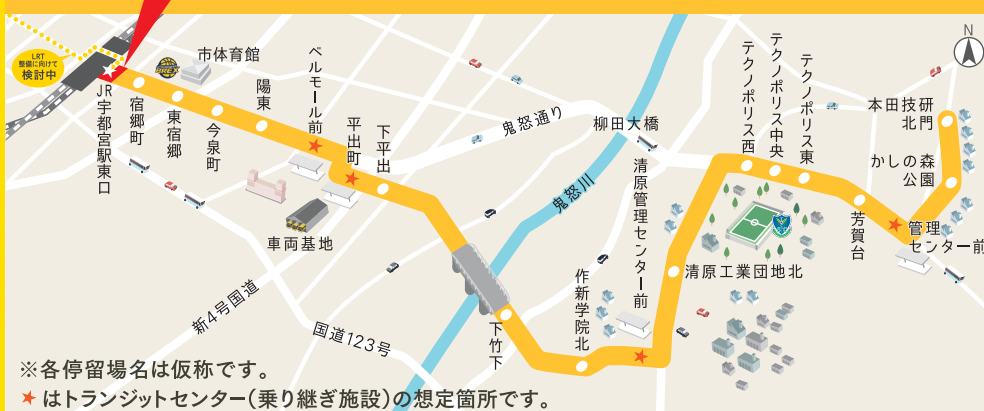 LRT
整備に向けて
検討中
JR宇都宮駅東口
宿郷町
東宿郷
今泉町
陽東
ベルモール前
平出町
下平出
市体育館
BREX
車両基地
新4号国道
国道123号
鬼怒通り
柳田大橋
鬼怒川
下竹下
作新学院北
清原管理センター前
清原工業団地北
テクノポリス西
テクノポリス中央
テクノポリス東
芳賀台
管理
センター前
かしの森
公園
本田技研
北門
N
※各停留場名は仮称です。
★はトランジットセンター(乗り継ぎ施設)の想定箇所です。